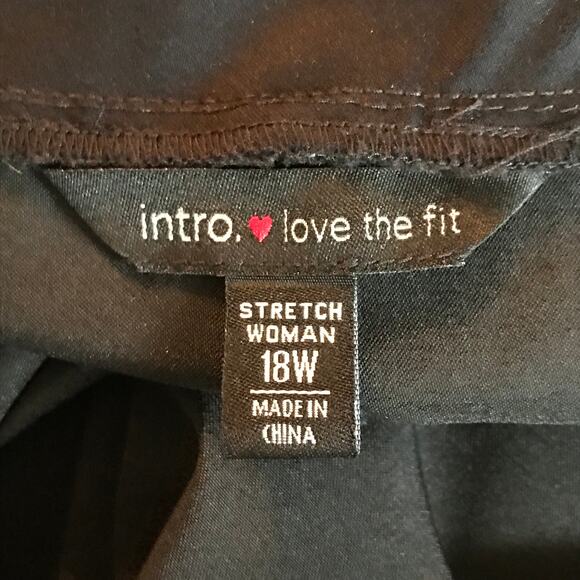 intro. ♥ love the fit
STRETCH
WOMAN
18W
MADE IN
CHINA